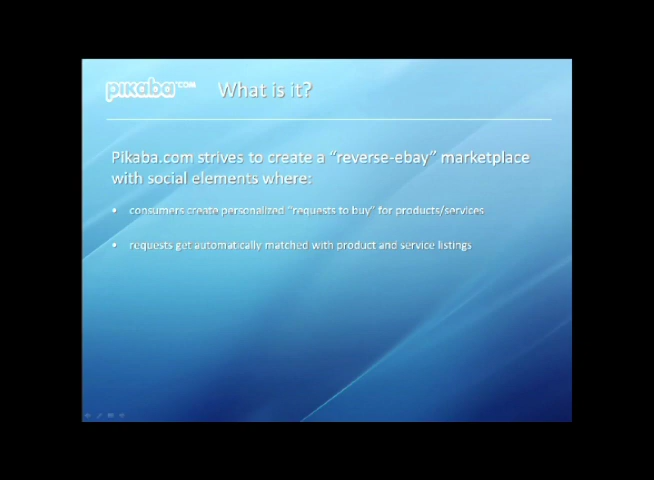 pikaba.com What is it?
Pikaba.com strives to create a “reverse-ebay” marketplace
with social elements where:
• consumers create personalized “requests to buy” for products/services
• requests get automatically matched with product and service listings